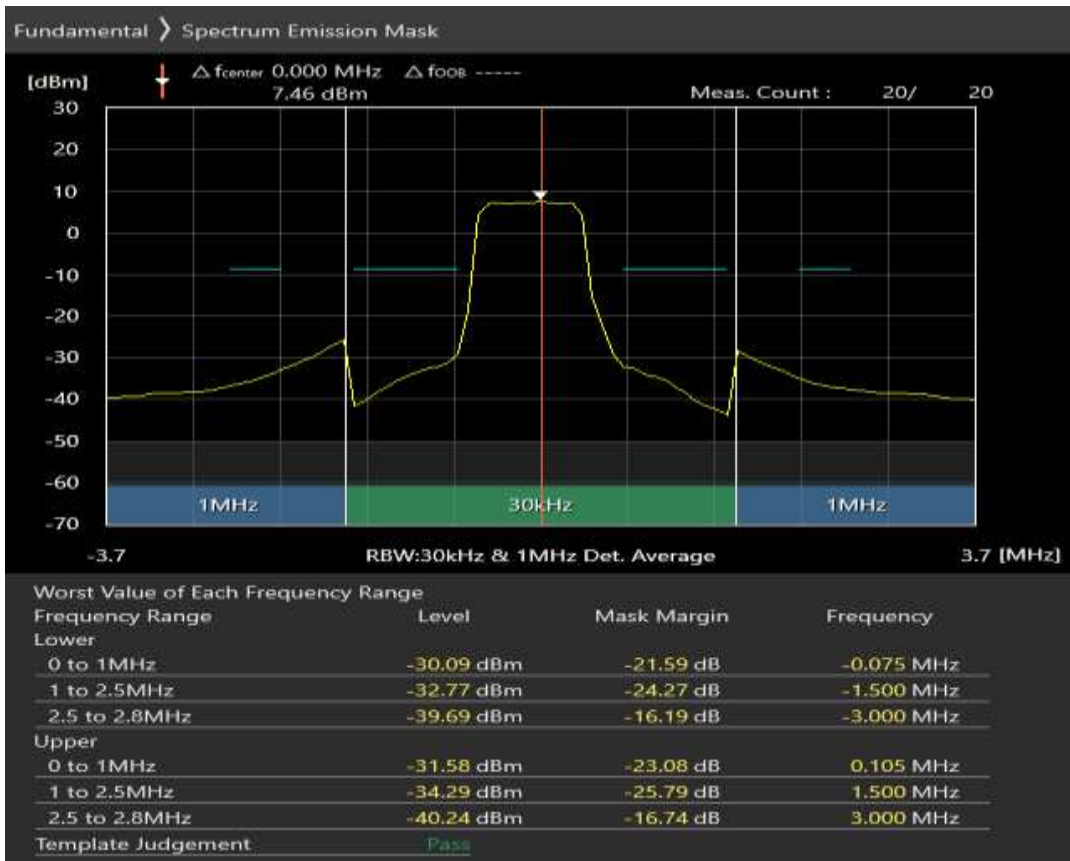 Fundamental 〉 Spectrum Emission Mask
△ fcenter 0.000 MHz △ fOOB -----
[dBm] 7.46 dBm Meas. Count : 20/ 20
30
20
10
0
-10
-20
-30
-40
-50
-60
-70
1MHz 30kHz 1MHz
-3.7 RBW:30kHz & 1MHz Det. Average 3.7 [MHz]
Worst Value of Each Frequency Range
Frequency Range Level Mask Margin Frequency
Lower
0 to 1MHz -30.09 dBm -21.59 dB -0.075 MHz
1 to 2.5MHz -32.77 dBm -24.27 dB -1.500 MHz
2.5 to 2.8MHz -39.69 dBm -16.19 dB -3.000 MHz
Upper
0 to 1MHz -31.58 dBm -23.08 dB 0.105 MHz
1 to 2.5MHz -34.29 dBm -25.79 dB 1.500 MHz
2.5 to 2.8MHz -40.24 dBm -16.74 dB 3.000 MHz
Template Judgement Pass